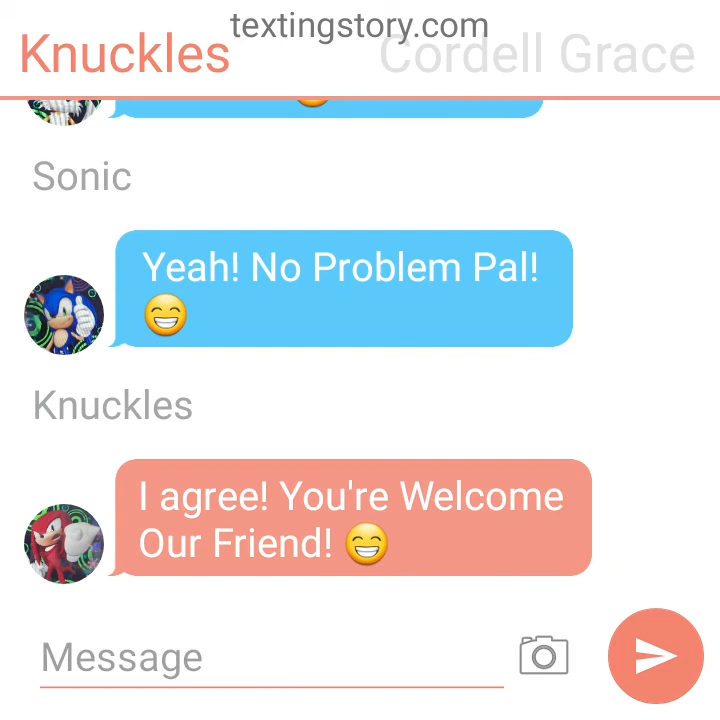 textingstory.com
Knuckles Cordell Grace
Sonic
Yeah! No Problem Pal!
😁
Knuckles
I agree! You're Welcome
Our Friend! 😁
Message